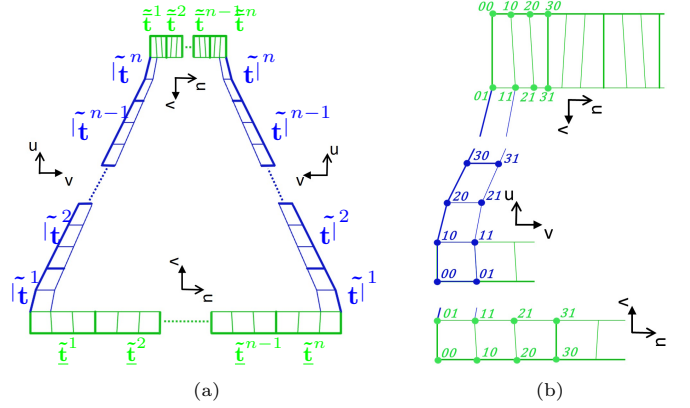 t̄̃¹ t̄̃² t̄̃ⁿ⁻¹ t̄̃ⁿ
|t̃ⁿ t̃|ⁿ
u
v
|t̃ⁿ⁻¹ t̃|ⁿ⁻¹
u
v
u
v
|t̃² t̃|²
v
u
|t̃¹ t̃|¹
t̲̃¹ t̲̃² t̲̃ⁿ⁻¹ t̲̃ⁿ
(a)
00 10 20 30
01 11 21 31
u
v
30 31
20 21
u
v
10 11
00 01
01 11 21 31
v
u
00 10 20 30
(b)